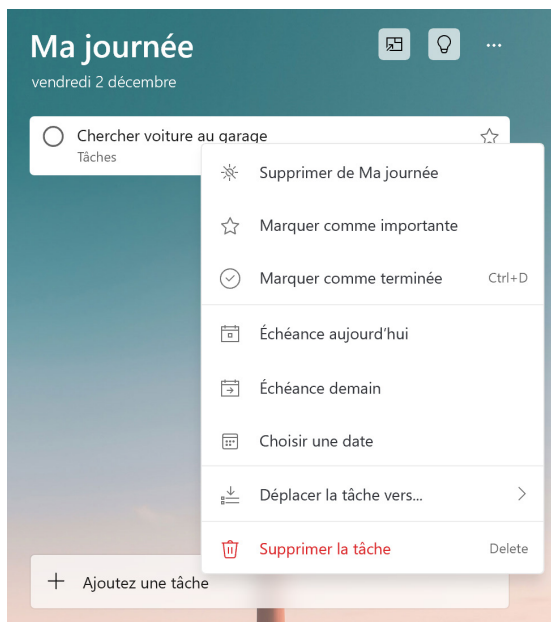 Ma journée
vendredi 2 décembre
Chercher voiture au garage
Tâches
Supprimer de Ma journée
Marquer comme importante
Marquer comme terminée Ctrl+D
Échéance aujourd’hui
Échéance demain
Choisir une date
Déplacer la tâche vers...
Supprimer la tâche Delete
Ajoutez une tâche